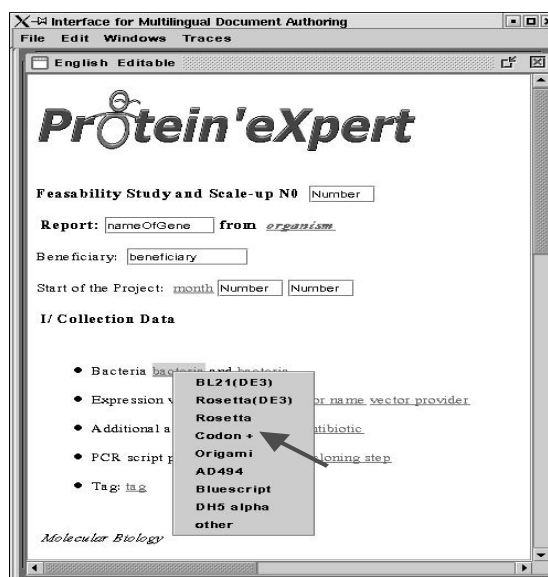 Interface for Multilingual Document Authoring
File Edit Windows Traces
English Editable
Protein'eXpert
Feasability Study and Scale-up N0 Number
Report: nameOfGene from organism
Beneficiary: beneficiary
Start of the Project: month Number Number
I/ Collection Data
Bacteria bacteria and bacteria
BL21(DE3)
Expression v Rosetta(DE3) or name vector provider
Rosetta
Additional a Codon + tibiotic
PCR script p Origami loning step
AD494
Tag: tag Bluescript
DH5 alpha
other
Molecular Biology